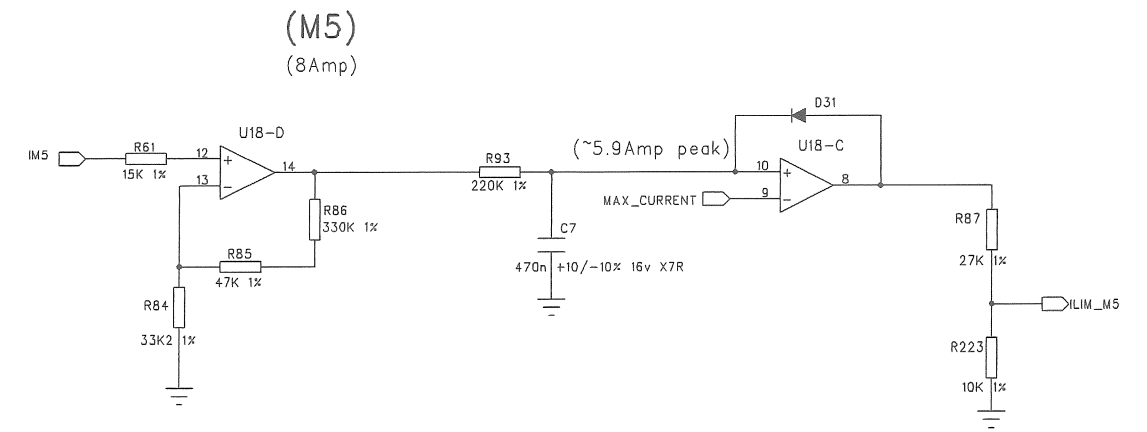 (M5)
(8Amp)
IM5
R61
15K 1%
12
+
13
−
U18-D
14
R86
330K 1%
R85
47K 1%
R84
33K2 1%
R93
220K 1%
(~5.9Amp peak)
C7
470n +10/-10% 16v X7R
MAX_CURRENT
D31
U18-C
10
+
9
−
8
R87
27K 1%
ILIM_M5
R223
10K 1%